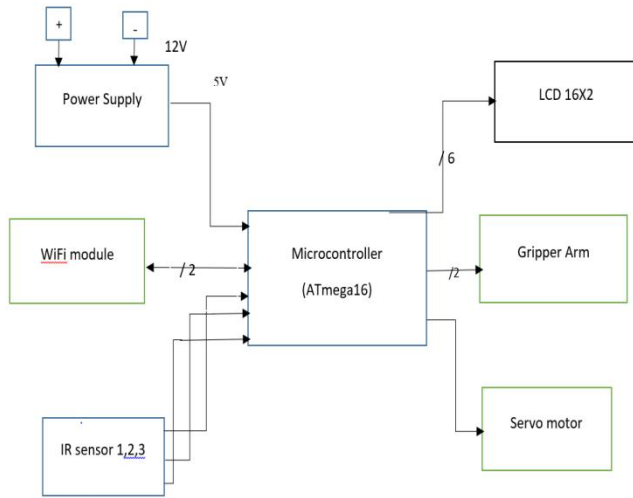 +
-
12V
Power Supply
5V
LCD 16X2
/ 6
WiFi module
/ 2
Microcontroller
(ATmega16)
/2
Gripper Arm
IR sensor 1,2,3
Servo motor